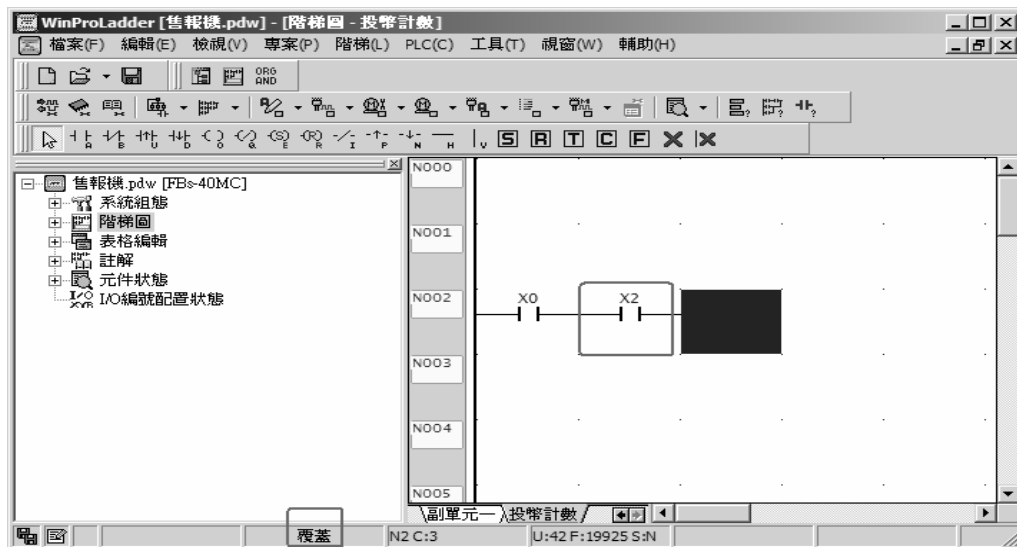 WinProLadder [售報機.pdw] - [階梯圖 - 投幣計數]
檔案(F) 編輯(E) 檢視(V) 專案(P) 階梯(L) PLC(C) 工具(T) 視窗(W) 輔助(H)
ORG
AND
A B U D O Q E R I P N H V S R T C F
售報機.pdw [FBs-40MC]
系統組態
階梯圖
表格編輯
註解
元件狀態
I/O編號配置狀態
N000
N001
N002 X0 X2
N003
N004
N005
副單元一 投幣計數
覆蓋 N2 C:3 U:42 F:19925 S:N